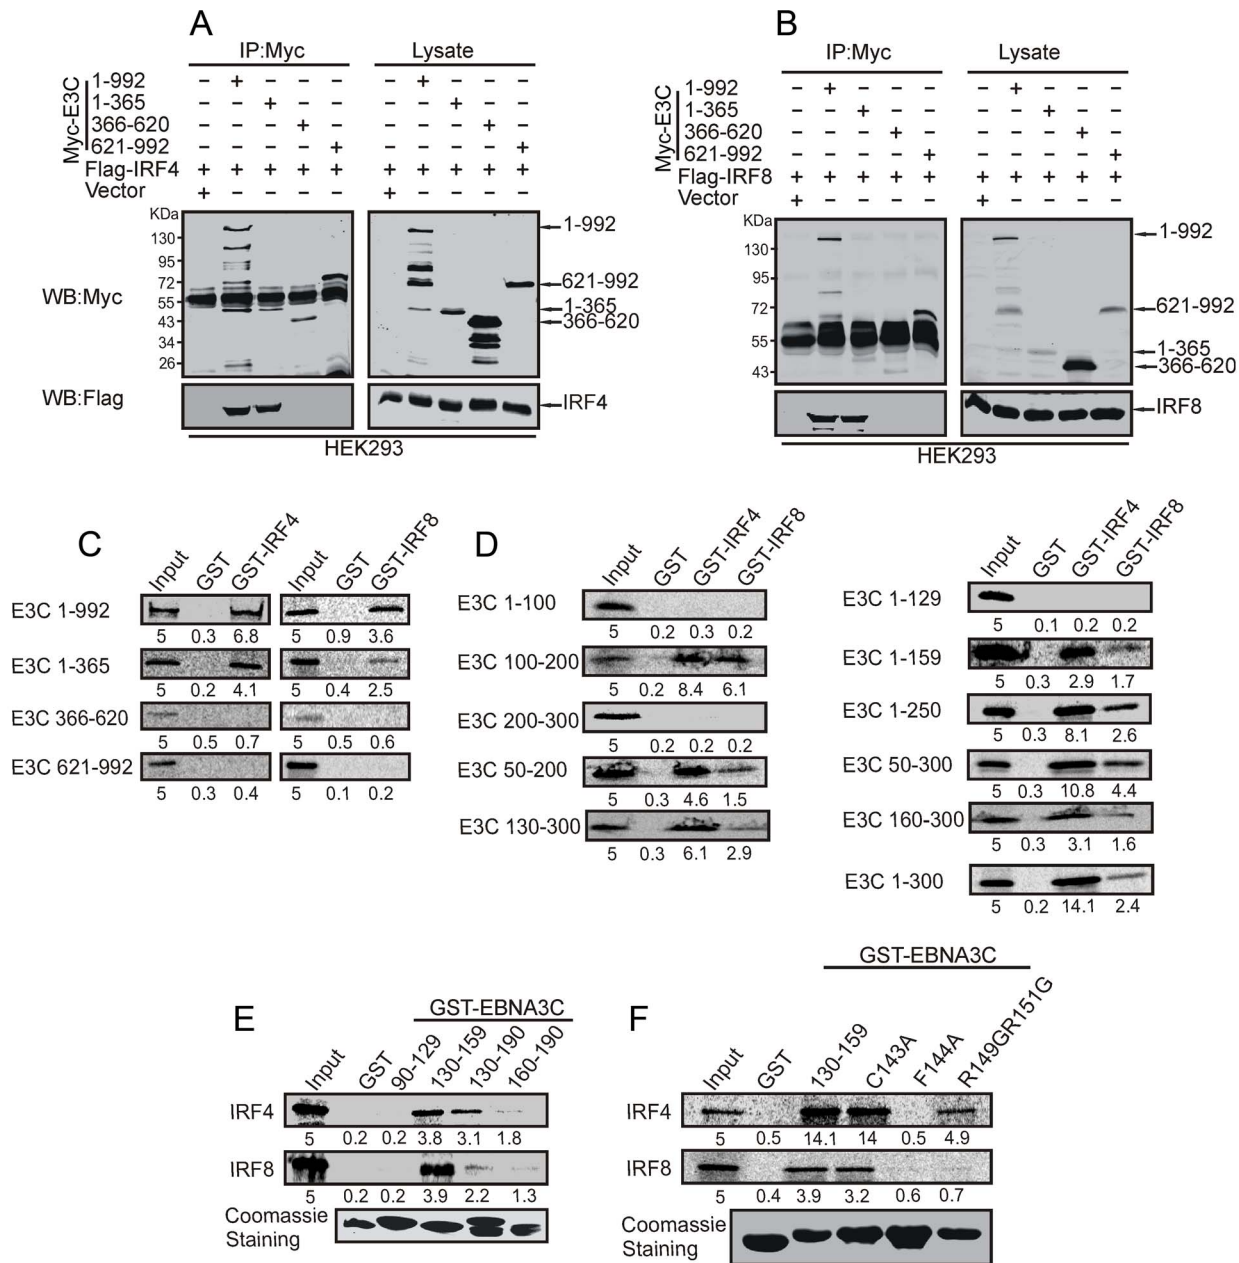 A
IP:Myc Lysate
Myc-E3C
1-992 – + – – – – + – – –
1-365 – – + – – – – + – –
366-620 – – – + – – – – + –
621-992 – – – – + – – – – +
Flag-IRF4 + + + + + + + + + +
Vector + – – – – + – – – –
KDa
130
95
72
55
43
34
26
WB:Myc
1-992
621-992
1-365
366-620
WB:Flag
IRF4
HEK293
B
IP:Myc Lysate
Myc-E3C
1-992 – + – – – – + – – –
1-365 – – + – – – – + – –
366-620 – – – + – – – – + –
621-992 – – – – + – – – – +
Flag-IRF8 + + + + + + + + + +
Vector + – – – – + – – – –
KDa
130
95
72
55
43
1-992
621-992
1-365
366-620
IRF8
HEK293
C
Input GST GST-IRF4 Input GST GST-IRF8
E3C 1-992
5 0.3 6.8 5 0.9 3.6
E3C 1-365
5 0.2 4.1 5 0.4 2.5
E3C 366-620
5 0.5 0.7 5 0.5 0.6
E3C 621-992
5 0.3 0.4 5 0.1 0.2
D
Input GST GST-IRF4 GST-IRF8
E3C 1-100
5 0.2 0.3 0.2
E3C 100-200
5 0.2 8.4 6.1
E3C 200-300
5 0.2 0.2 0.2
E3C 50-200
5 0.3 4.6 1.5
E3C 130-300
5 0.3 6.1 2.9
Input GST GST-IRF4 GST-IRF8
E3C 1-129
5 0.1 0.2 0.2
E3C 1-159
5 0.3 2.9 1.7
E3C 1-250
5 0.3 8.1 2.6
E3C 50-300
5 0.3 10.8 4.4
E3C 160-300
5 0.3 3.1 1.6
E3C 1-300
5 0.2 14.1 2.4
E
GST-EBNA3C
Input GST 90-129 130-159 130-190 160-190
IRF4
5 0.2 0.2 3.8 3.1 1.8
IRF8
5 0.2 0.2 3.9 2.2 1.3
Coomassie
Staining
F
GST-EBNA3C
Input GST 130-159 C143A F144A R149GR151G
IRF4
5 0.5 14.1 14 0.5 4.9
IRF8
5 0.4 3.9 3.2 0.6 0.7
Coomassie
Staining